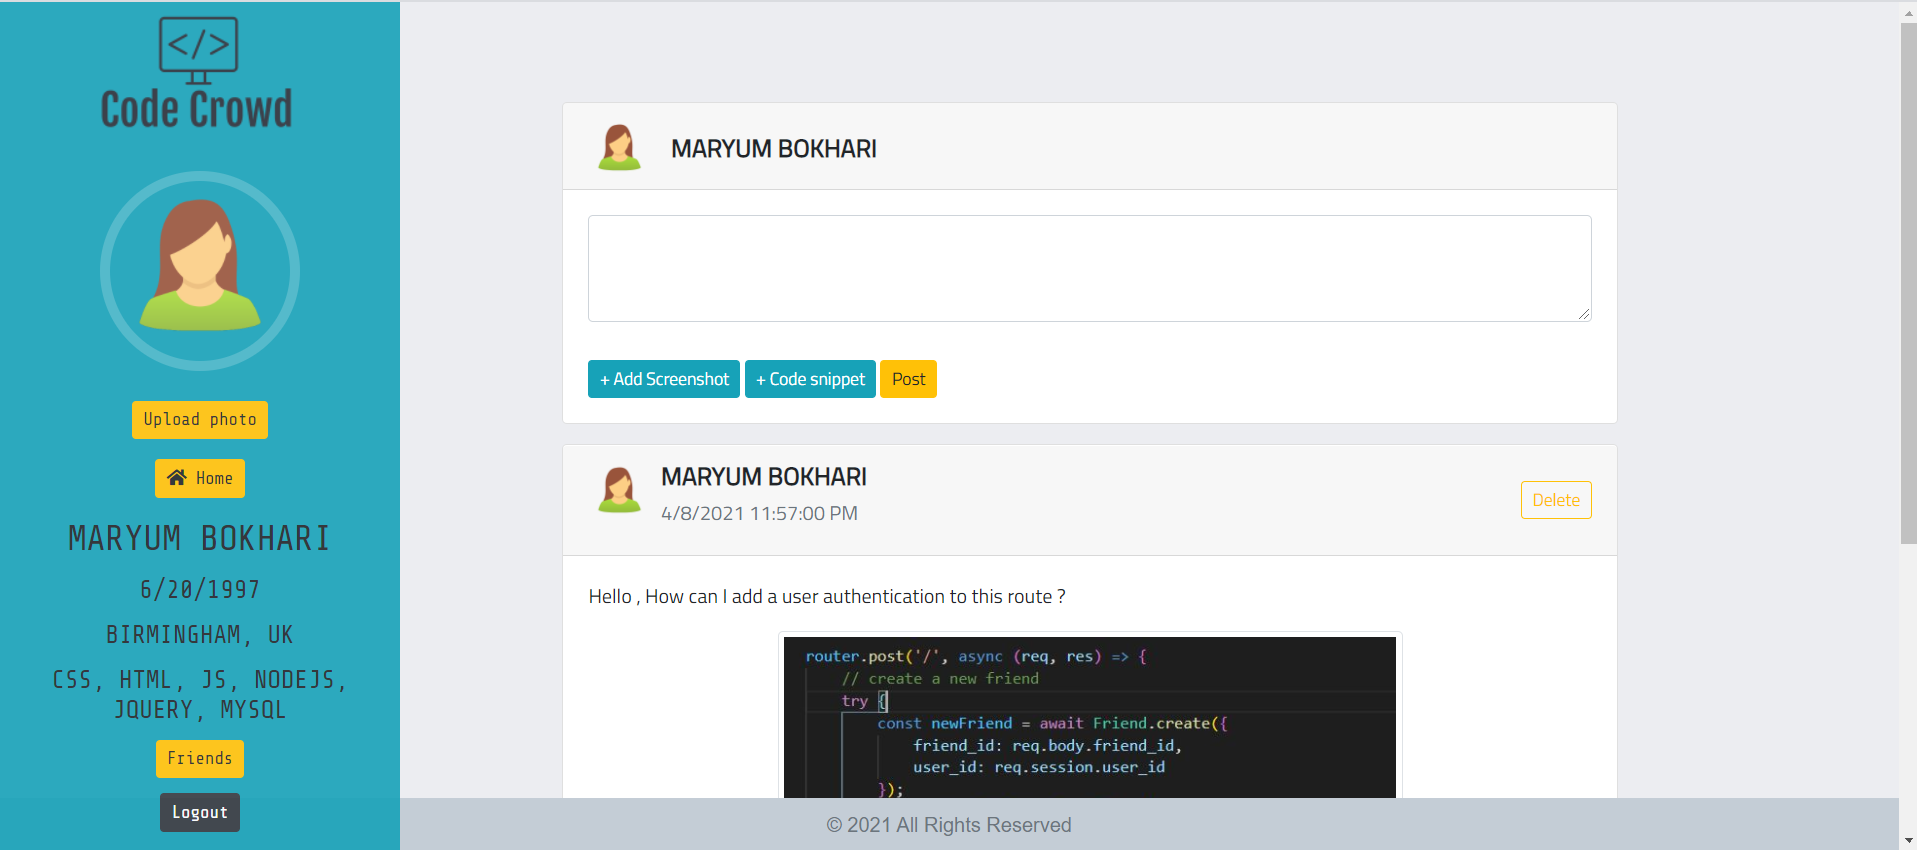 </>
Code Crowd
Upload photo
Home
MARYUM BOKHARI
6/20/1997
BIRMINGHAM, UK
CSS, HTML, JS, NODEJS,
JQUERY, MYSQL
Friends
Logout
MARYUM BOKHARI
+ Add Screenshot
+ Code snippet
Post
MARYUM BOKHARI
4/8/2021 11:57:00 PM
Delete
Hello , How can I add a user authentication to this route ?
router.post('/', async (req, res) => {
// create a new friend
try {
const newFriend = await Friend.create({
friend_id: req.body.friend_id,
user_id: req.session.user_id
});
© 2021 All Rights Reserved